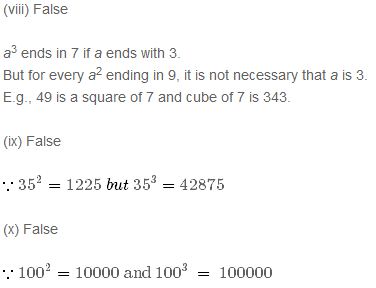 (viii) False
a³ ends in 7 if a ends with 3.
But for every a² ending in 9, it is not necessary that a is 3.
E.g., 49 is a square of 7 and cube of 7 is 343.
(ix) False
∵ 35² = 1225 but 35³ = 42875
(x) False
∵ 100² = 10000 and 100³ = 100000